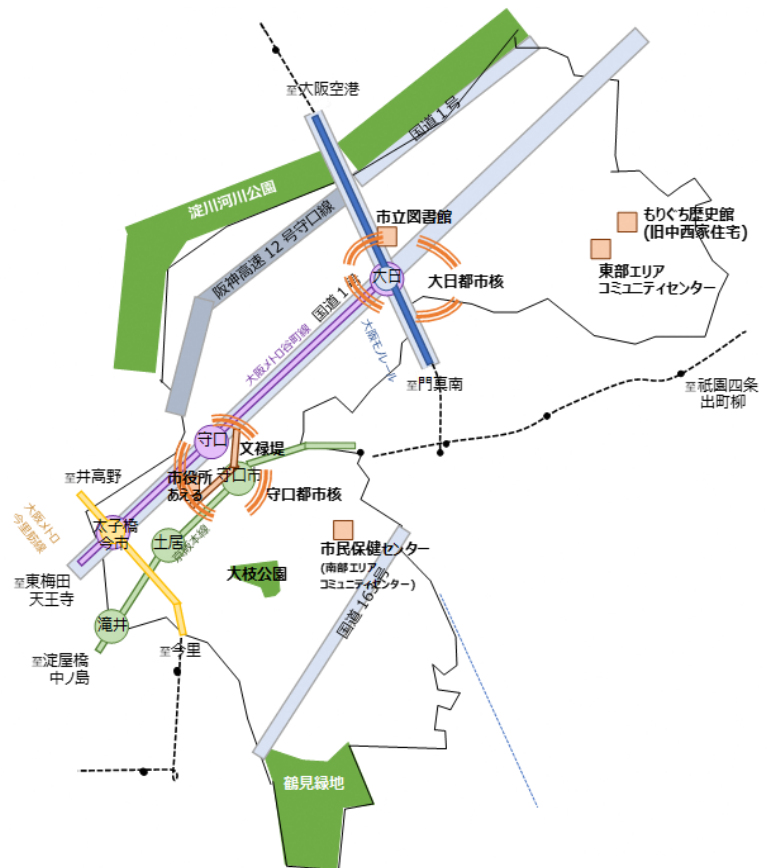 至大阪空港
国道1号
淀川河川公園
市立図書館
もりぐち歴史館
(旧中西家住宅)
東部エリア
コミュニティセンター
阪神高速12号守口線
大日
大日都市核
国道1号
大阪メトロ谷町線
大阪モノレール
至門真南
至祇園四条
出町柳
守口
文禄堤
至井高野
市役所
あえる
守口市
守口都市核
大阪メトロ
今里筋線
太子橋
今市
土居
京阪本線
市民保健センター
(南部エリア
コミュニティセンター)
大枝公園
至東梅田
天王寺
国道163号
滝井
至淀屋橋
中ノ島
至今里
鶴見緑地